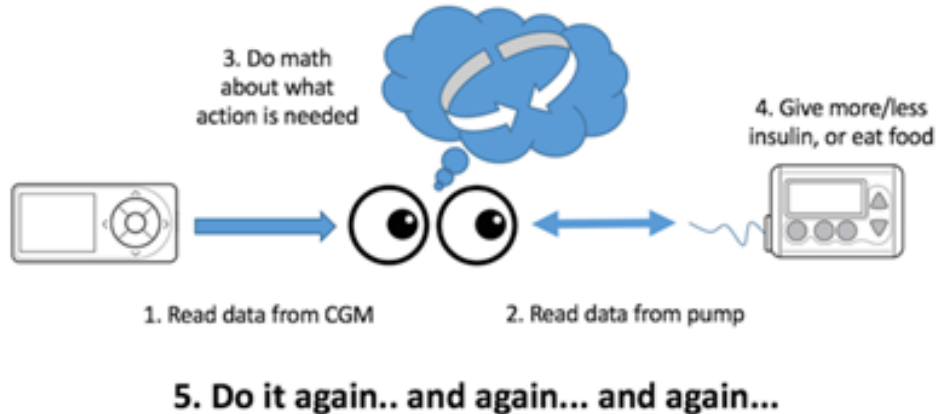 3. Do math
about what
action is needed
4. Give more/less
insulin, or eat food
1. Read data from CGM
2. Read data from pump
5. Do it again.. and again... and again...